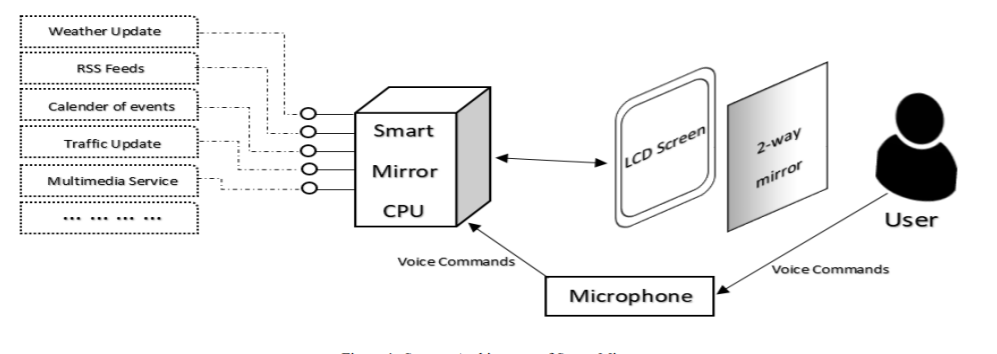 Weather Update
RSS Feeds
Calender of events
Traffic Update
Multimedia Service
... ... ... ...
Smart
Mirror
CPU
LCD Screen
2-way
mirror
User
Voice Commands
Voice Commands
Microphone